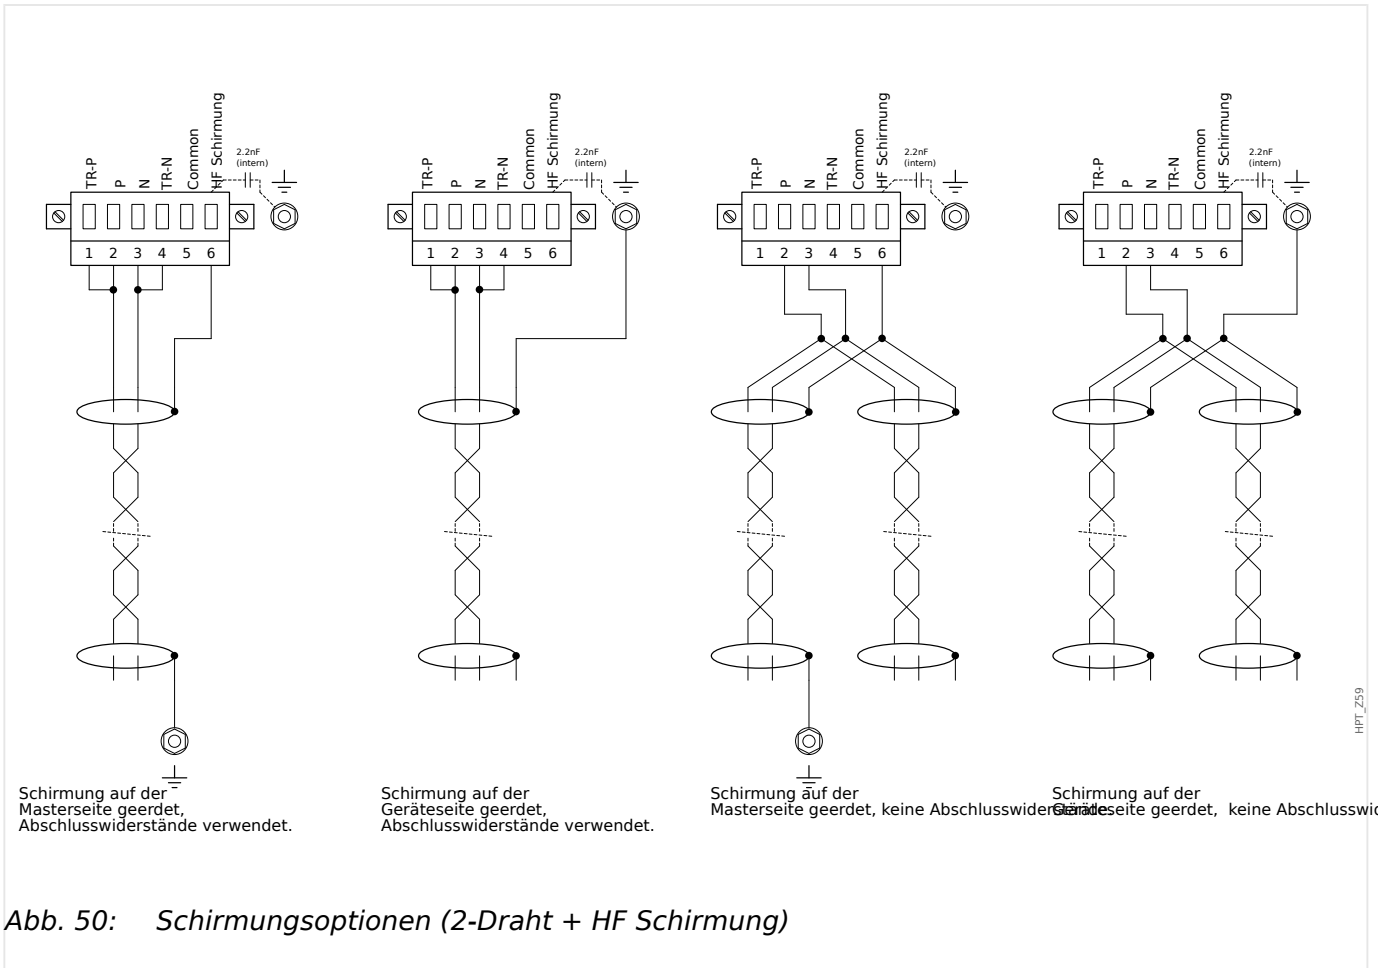 TR-P
P
N
TR-N
Common
HF Schirmung
2.2nF
(intern)
1 2 3 4 5 6
TR-P
P
N
TR-N
Common
HF Schirmung
2.2nF
(intern)
1 2 3 4 5 6
TR-P
P
N
TR-N
Common
HF Schirmung
2.2nF
(intern)
1 2 3 4 5 6
TR-P
P
N
TR-N
Common
HF Schirmung
2.2nF
(intern)
1 2 3 4 5 6
HPT_Z59
Schirmung auf der
Masterseite geerdet,
Abschlusswiderstände verwendet.
Schirmung auf der
Geräteseite geerdet,
Abschlusswiderstände verwendet.
Schirmung auf der
Masterseite geerdet, keine Abschlusswiderstände.
Schirmung auf der
Geräteseite geerdet, keine
Abb. 50: Schirmungsoptionen (2-Draht + HF Schirmung)